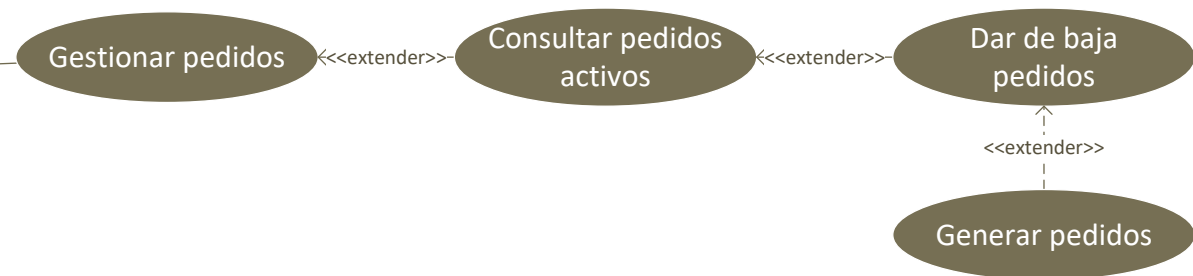 Gestionar pedidos
<<extender>>
Consultar pedidos
activos
<<extender>>
Dar de baja
pedidos
<<extender>>
Generar pedidos